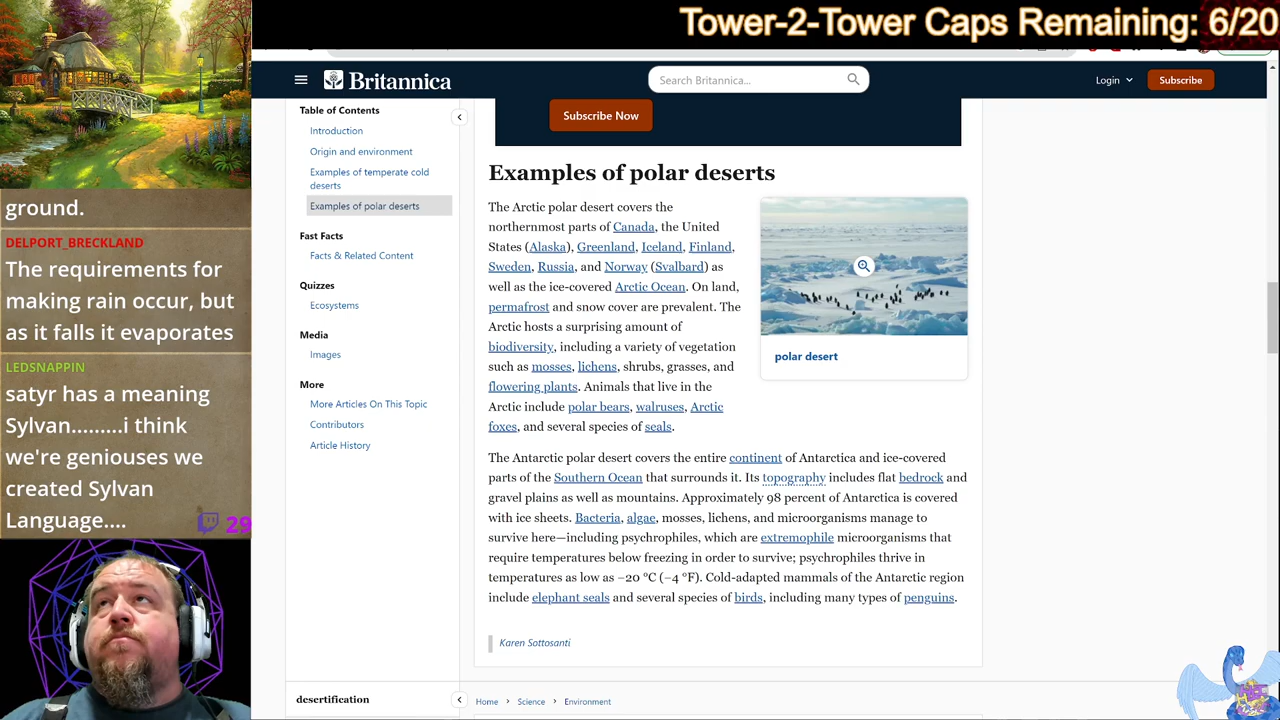 Tower-2-Tower Caps Remaining: 6/20
Britannica
Search Britannica...
Login
Subscribe
Table of Contents
Introduction
Origin and environment
Examples of temperate cold
deserts
Examples of polar deserts
Fast Facts
Facts & Related Content
Quizzes
Ecosystems
Media
Images
More
More Articles On This Topic
Contributors
Article History
Subscribe Now
Examples of polar deserts
The Arctic polar desert covers the
northernmost parts of Canada, the United
States (Alaska), Greenland, Iceland, Finland,
Sweden, Russia, and Norway (Svalbard) as
well as the ice-covered Arctic Ocean. On land,
permafrost and snow cover are prevalent. The
Arctic hosts a surprising amount of
biodiversity, including a variety of vegetation
such as mosses, lichens, shrubs, grasses, and
flowering plants. Animals that live in the
Arctic include polar bears, walruses, Arctic
foxes, and several species of seals.
polar desert
The Antarctic polar desert covers the entire continent of Antarctica and ice-covered
parts of the Southern Ocean that surrounds it. Its topography includes flat bedrock and
gravel plains as well as mountains. Approximately 98 percent of Antarctica is covered
with ice sheets. Bacteria, algae, mosses, lichens, and microorganisms manage to
survive here—including psychrophiles, which are extremophile microorganisms that
require temperatures below freezing in order to survive; psychrophiles thrive in
temperatures as low as −20 °C (−4 °F). Cold-adapted mammals of the Antarctic region
include elephant seals and several species of birds, including many types of penguins.
Karen Sottosanti
desertification
Home > Science > Environment
ground.
DELPORT_BRECKLAND
The requirements for
making rain occur, but
as it falls it evaporates
LEDSNAPPIN
satyr has a meaning
Sylvan.........i think
we're geniouses we
created Sylvan
Language....
29